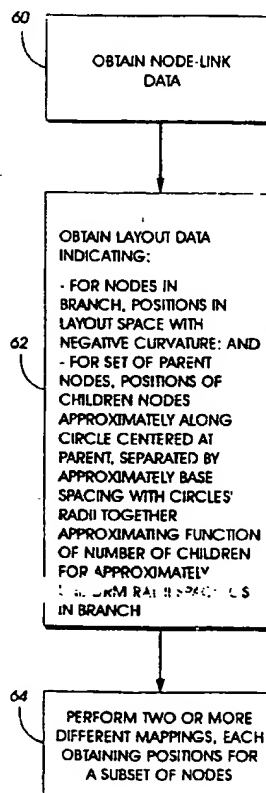 60
OBTAIN NODE-LINK
DATA
62
OBTAIN LAYOUT DATA
INDICATING:
- FOR NODES IN
BRANCH, POSITIONS IN
LAYOUT SPACE WITH
NEGATIVE CURVATURE; AND
- FOR SET OF PARENT
NODES, POSITIONS OF
CHILDREN NODES
APPROXIMATELY ALONG
CIRCLE CENTERED AT
PARENT, SEPARATED BY
APPROXIMATELY BASE
SPACING WITH CIRCLES'
RADII TOGETHER
APPROXIMATING FUNCTION
OF NUMBER OF CHILDREN
FOR APPROXIMATELY
IN BRANCH
64
PERFORM TWO OR MORE
DIFFERENT MAPPINGS, EACH
OBTAINING POSITIONS FOR
A SUBSET OF NODES